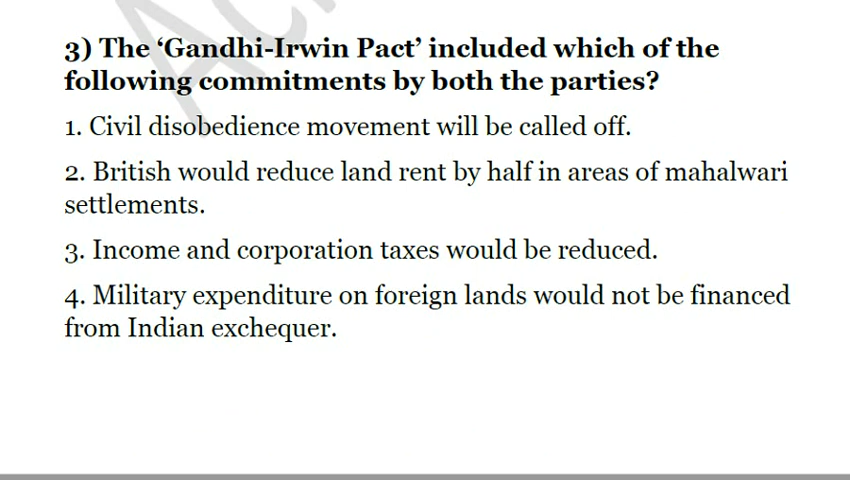 3) The ‘Gandhi-Irwin Pact’ included which of the
following commitments by both the parties?
1. Civil disobedience movement will be called off.
2. British would reduce land rent by half in areas of mahalwari
settlements.
3. Income and corporation taxes would be reduced.
4. Military expenditure on foreign lands would not be financed
from Indian exchequer.